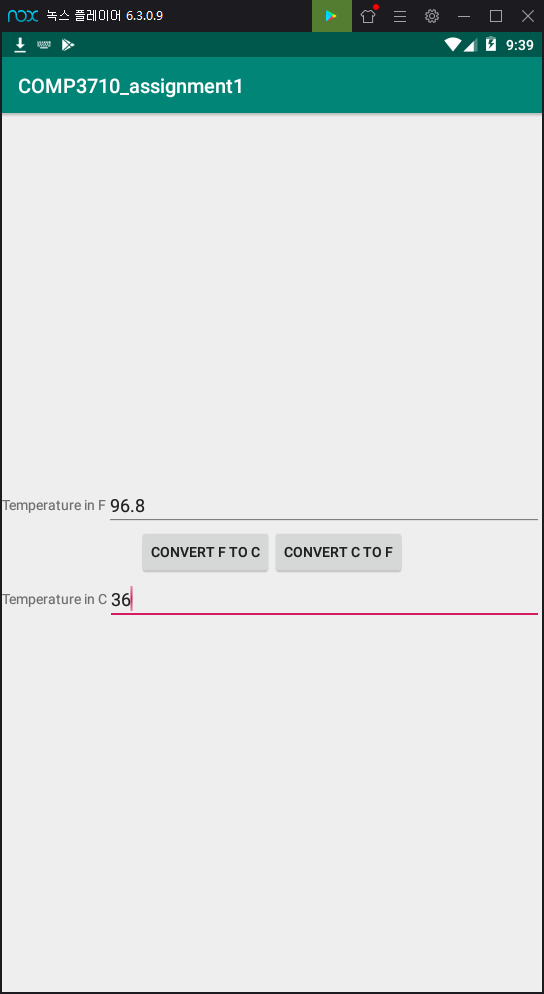 nox 녹스 플레이어 6.3.0.9
9:39
COMP3710_assignment1
Temperature in F 96.8
CONVERT F TO C CONVERT C TO F
Temperature in C 36